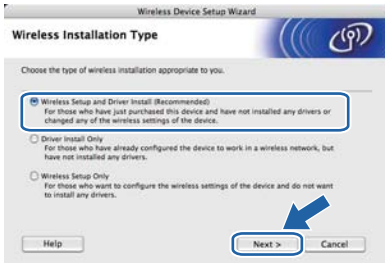 Wireless Device Setup Wizard
Wireless Installation Type
Choose the type of wireless installation appropriate to you.
Wireless Setup and Driver Install (Recommended)
For those who have just purchased this device and have not installed any drivers or
changed any of the wireless settings of the device.
Driver Install Only
For those who have already configured the device to work in a wireless network, but
have not installed any drivers.
Wireless Setup Only
For those who want to configure the wireless settings of the device and do not want
to install any drivers.
Help
Next >
Cancel